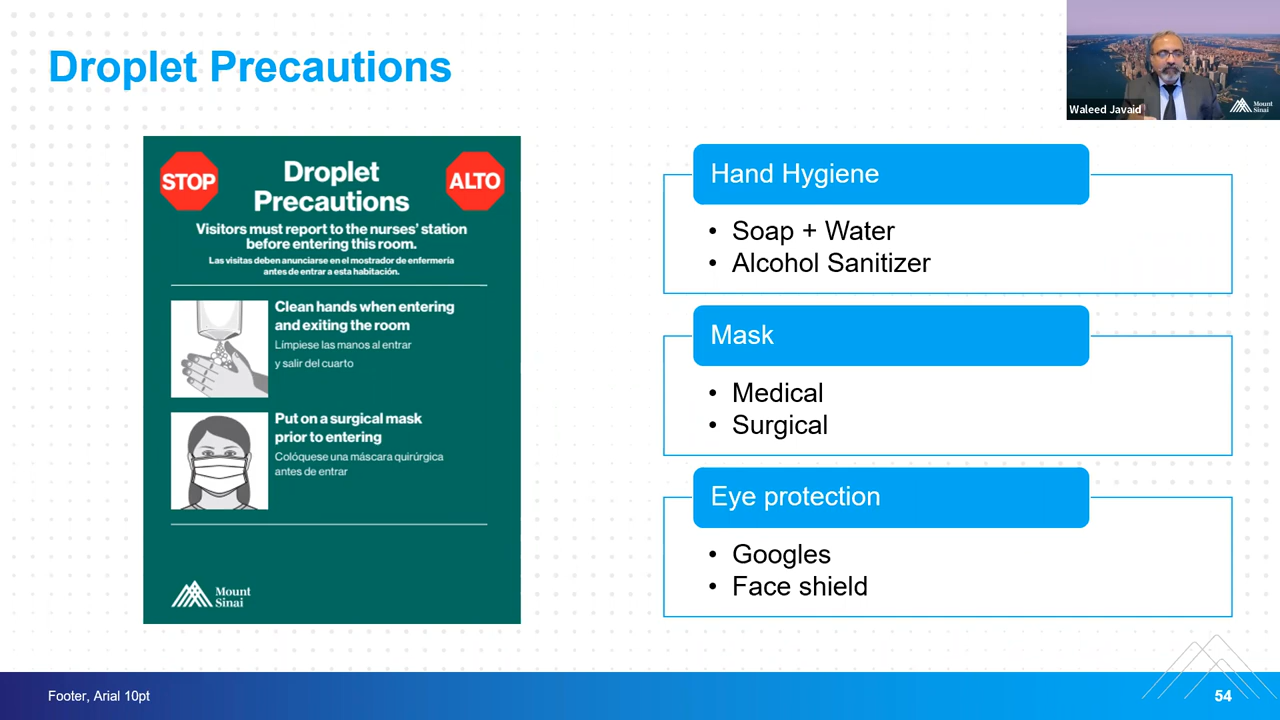 Droplet Precautions
Waleed Javaid
Mount
Sinai
STOP
Droplet
Precautions
ALTO
Visitors must report to the nurses' station
before entering this room.
Las visitas deben anunciarse en el mostrador de enfermería
antes de entrar a esta habitación.
Clean hands when entering
and exiting the room
Límpiese las manos al entrar
y salir del cuarto
Put on a surgical mask
prior to entering
Colóquese una máscara quirúrgica
antes de entrar
Mount
Sinai
Hand Hygiene
• Soap + Water
• Alcohol Sanitizer
Mask
• Medical
• Surgical
Eye protection
• Googles
• Face shield
Footer, Arial 10pt
54